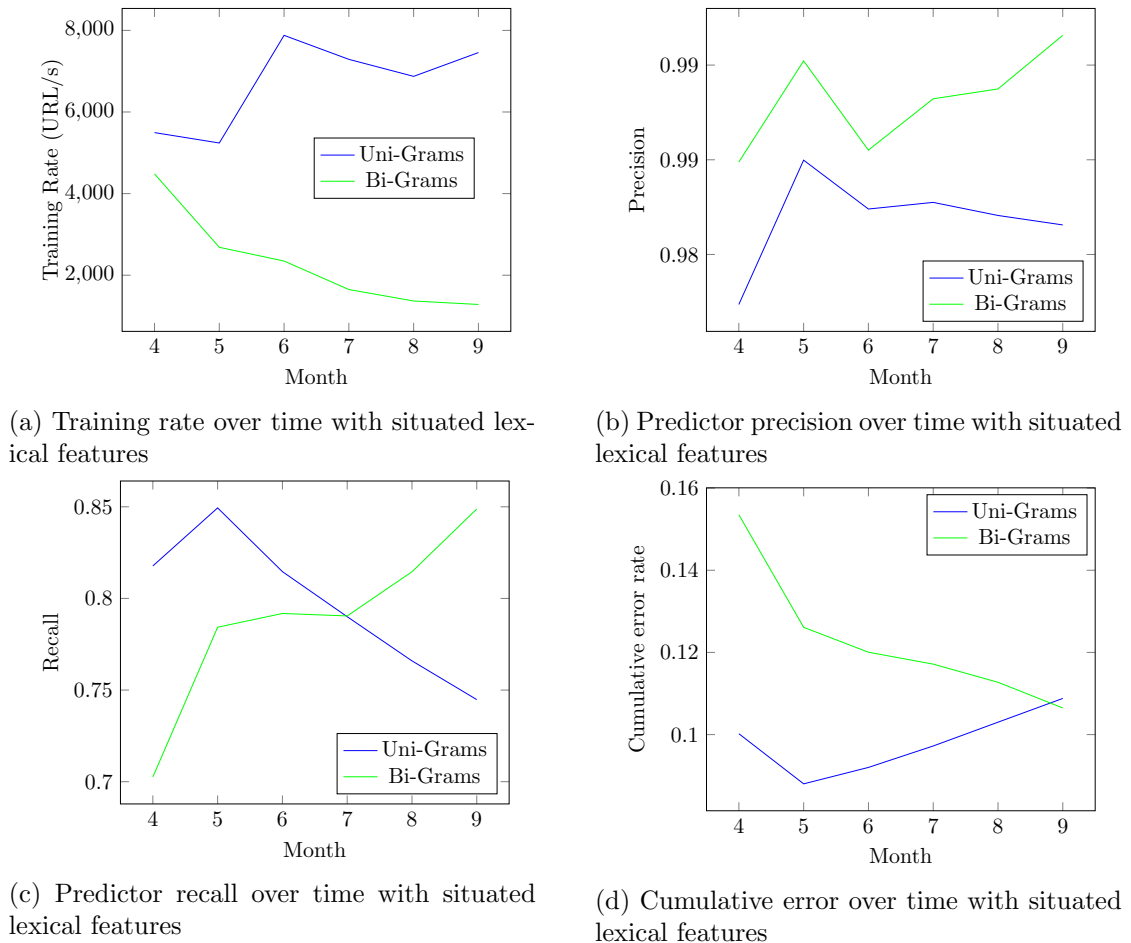 8,000
6,000
4,000
2,000
Training Rate (URL/s)
Uni-Grams
Bi-Grams
4 5 6 7 8 9
Month
(a) Training rate over time with situated lex-
ical features
0.99
0.99
0.98
Precision
Uni-Grams
Bi-Grams
4 5 6 7 8 9
Month
(b) Predictor precision over time with situated
lexical features
0.85
0.8
0.75
0.7
Recall
Uni-Grams
Bi-Grams
4 5 6 7 8 9
Month
(c) Predictor recall over time with situated
lexical features
0.16
0.14
0.12
0.1
Cumulative error rate
Uni-Grams
Bi-Grams
4 5 6 7 8 9
Month
(d) Cumulative error over time with situated
lexical features